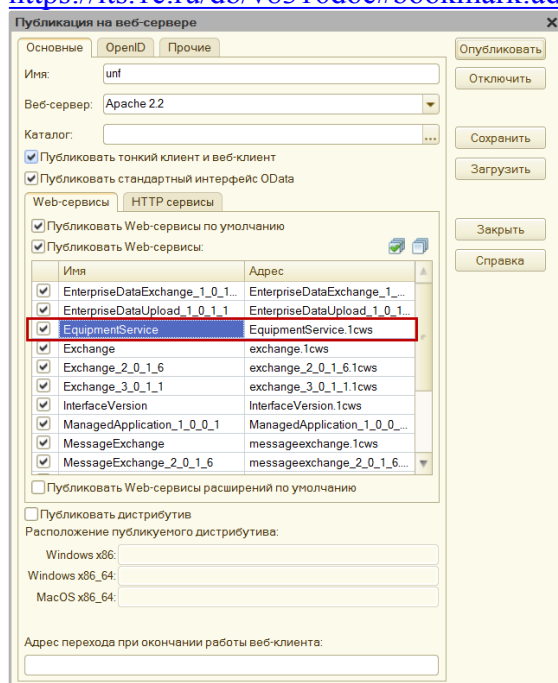 Публикация на веб-сервере
Основные OpenID Прочие
Опубликовать
Имя: unf
Отключить
Веб-сервер: Apache 2.2
Каталог:
Сохранить
Публиковать тонкий клиент и веб-клиент
Загрузить
Публиковать стандартный интерфейс OData
Web-сервисы HTTP сервисы
Публиковать Web-сервисы по умолчанию
Закрыть
Публиковать Web-сервисы:
Справка
Имя Адрес
EnterpriseDataExchange_1_0_1... EnterpriseDataExchange_1_...
EnterpriseDataUpload_1_0_1_1 EnterpriseDataUpload_1_0_1...
EquipmentService EquipmentService.1cws
Exchange exchange.1cws
Exchange_2_0_1_6 exchange_2_0_1_6.1cws
Exchange_3_0_1_1 exchange_3_0_1_1.1cws
InterfaceVersion InterfaceVersion.1cws
ManagedApplication_1_0_0_1 ManagedApplication_1_0_0_...
MessageExchange messageexchange.1cws
MessageExchange_2_0_1_6 messageexchange_2_0_1_6....
Публиковать Web-сервисы расширений по умолчанию
Публиковать дистрибутив
Расположение публикуемого дистрибутива:
Windows x86:
Windows x86_64:
MacOS x86_64:
Адрес перехода при окончании работы веб-клиента: